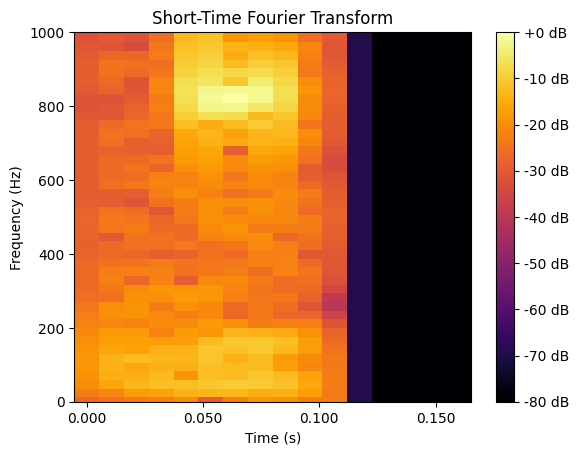 Short-Time Fourier Transform
1000
800
600
400
200
0
Frequency (Hz)
0.000
0.050
0.100
0.150
Time (s)
+0 dB
-10 dB
-20 dB
-30 dB
-40 dB
-50 dB
-60 dB
-70 dB
-80 dB